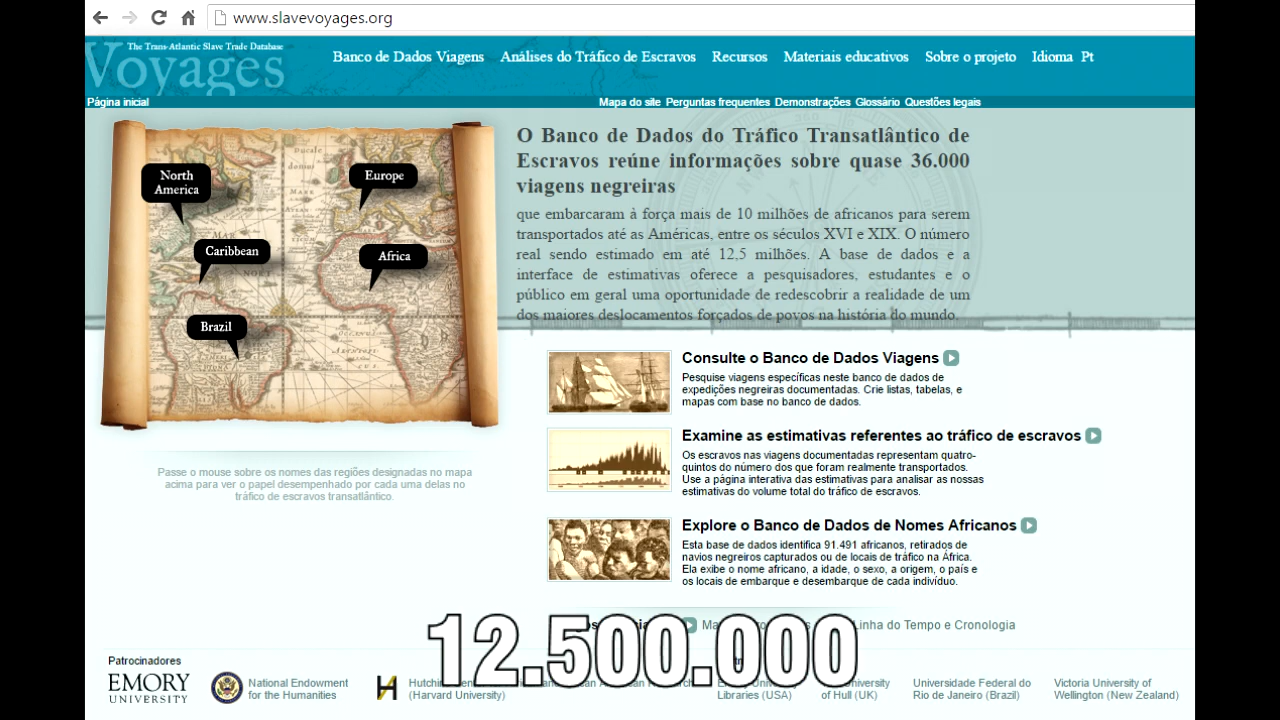 www.slavevoyages.org
The Trans-Atlantic Slave Trade Database
Voyages
Banco de Dados Viagens Análises do Tráfico de Escravos Recursos Materiais educativos Sobre o projeto Idioma Pt
Página inicial Mapa do site Perguntas frequentes Demonstrações Glossário Questões legais
North
America
Europe
Caribbean
Africa
Brazil
Passe o mouse sobre os nomes das regiões designadas no mapa
acima para ver o papel desempenhado por cada uma delas no
tráfico de escravos transatlântico.
O Banco de Dados do Tráfico Transatlântico de
Escravos reúne informações sobre quase 36.000
viagens negreiras
que embarcaram à força mais de 10 milhões de africanos para serem
transportados até as Américas, entre os séculos XVI e XIX. O número
real sendo estimado em até 12,5 milhões. A base de dados e a
interface de estimativas oferece a pesquisadores, estudantes e o
público em geral uma oportunidade de redescobrir a realidade de um
dos maiores deslocamentos forçados de povos na história do mundo.
Consulte o Banco de Dados Viagens
Pesquise viagens específicas neste banco de dados de
expedições negreiras documentadas. Crie listas, tabelas, e
mapas com base no banco de dados.
Examine as estimativas referentes ao tráfico de escravos
Os escravos nas viagens documentadas representam quatro-
quintos do número dos que foram realmente transportados.
Use a página interativa das estimativas para analisar as nossas
estimativas do volume total do tráfico de escravos.
Explore o Banco de Dados de Nomes Africanos
Esta base de dados identifica 91.491 africanos, retirados de
navios negreiros capturados ou de locais de tráfico na África.
Ela exibe o nome africano, a idade, o sexo, a origem, o país e
os locais de embarque e desembarque de cada indivíduo.
Linha do Tempo e Cronologia
12.500.000
Patrocinadores
EMORY
UNIVERSITY
National Endowment
for the Humanities
(Harvard University)
Libraries (USA)
of Hull (UK)
Universidade Federal do
Rio de Janeiro (Brazil)
Victoria University of
Wellington (New Zealand)